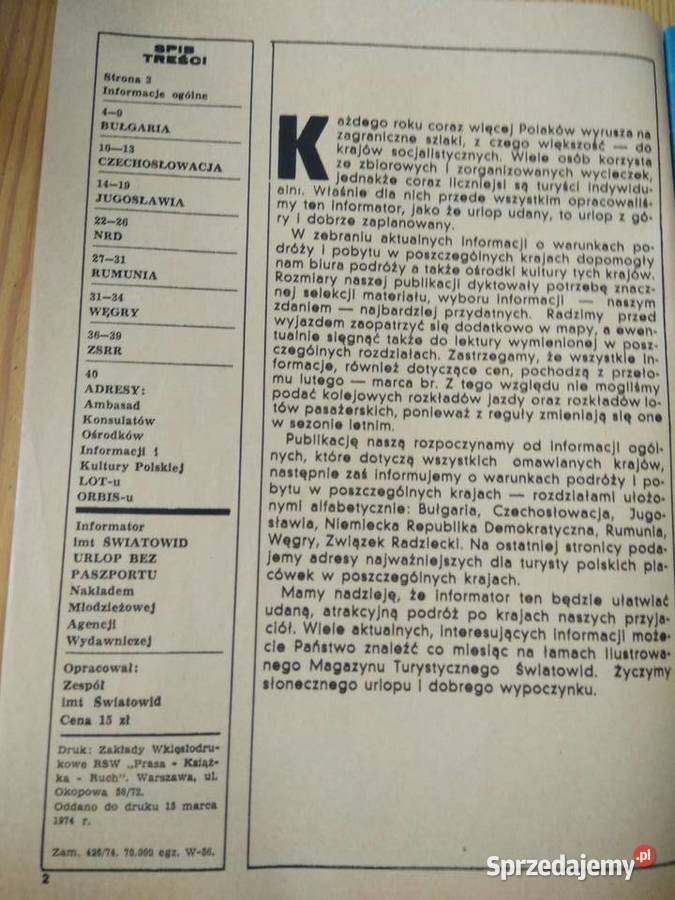 SPIS
TREŚCI
Strona 3
Informacje ogólne
4—9
BUŁGARIA
10—13
CZECHOSŁOWACJA
14—19
JUGOSŁAWIA
22—26
NRD
27—31
RUMUNIA
31—34
WĘGRY
36—39
ZSRR
40
ADRESY:
Ambasad
Konsulatów
Ośrodków
Informacji i
Kultury Polskiej
LOT-u
ORBIS-u
Informator
imt ŚWIATOWID
URLOP BEZ
PASZPORTU
Nakładem
Młodzieżowej
Agencji
Wydawniczej
Opracował:
Zespół
imt Światowid
Cena 15 zł
Druk: Zakłady Wklęsłodru-
kowe RSW „Prasa - Książ-
ka - Ruch". Warszawa, ul.
Okopowa 58/72.
Oddano do druku 15 marca
1974 r.
Zam. 426/74. 70.000 egz. W-56.
2
Każdego roku coraz więcej Polaków wyrusza na
zagraniczne szlaki, z czego większość — do
krajów socjalistycznych. Wiele osób korzysta
ze zbiorowych i zorganizowanych wycieczek,
jednakże coraz liczniejsi są turyści indywidu-
alni. Właśnie dla nich przede wszystkim opracowaliś-
my ten informator, jako że urlop udany, to urlop z gó-
ry i dobrze zaplanowany.
W zebraniu aktualnych informacji o warunkach po-
dróży i pobytu w poszczególnych krajach dopomogły
nam biura podróży a także ośrodki kultury tych krajów.
Rozmiary naszej publikacji dyktowały potrzebę znacz-
nej selekcji materiału, wyboru informacji — naszym
zdaniem — najbardziej przydatnych. Radzimy przed
wyjazdem zaopatrzyć się dodatkowo w mapy, a ewen-
tualnie sięgnąć także do lektury wymienionej w posz-
czególnych rozdziałach. Zastrzegamy, że wszystkie in-
formacje, również dotyczące cen, pochodzą z przeło-
mu lutego — marca br. Z tego względu nie mogliśmy
podać kolejowych rozkładów jazdy oraz rozkładów lo-
tów pasażerskich, ponieważ z reguły zmieniają się one
w sezonie letnim.
Publikację naszą rozpoczynamy od informacji ogól-
nych, które dotyczą wszystkich omawianych krajów,
następnie zaś informujemy o warunkach podróży i po-
bytu w poszczególnych krajach — rozdziałami ułożo-
nymi alfabetycznie: Bułgaria, Czechosłowacja, Jugo-
sławia, Niemiecka Republika Demokratyczna, Rumunia,
Węgry, Związek Radziecki. Na ostatniej stronicy poda-
jemy adresy najważniejszych dla turysty polskich pla-
cówek w poszczególnych krajach.
Mamy nadzieję, że informator ten będzie ułatwiać
udaną, atrakcyjną podróż po krajach naszych przyja-
ciół. Wiele aktualnych, interesujących informacji może-
cie Państwo znaleźć co miesiąc na łamach Ilustrowa-
nego Magazynu Turystycznego Światowid. Życzymy
słonecznego urlopu i dobrego wypoczynku.
Sprzedajemy.pl